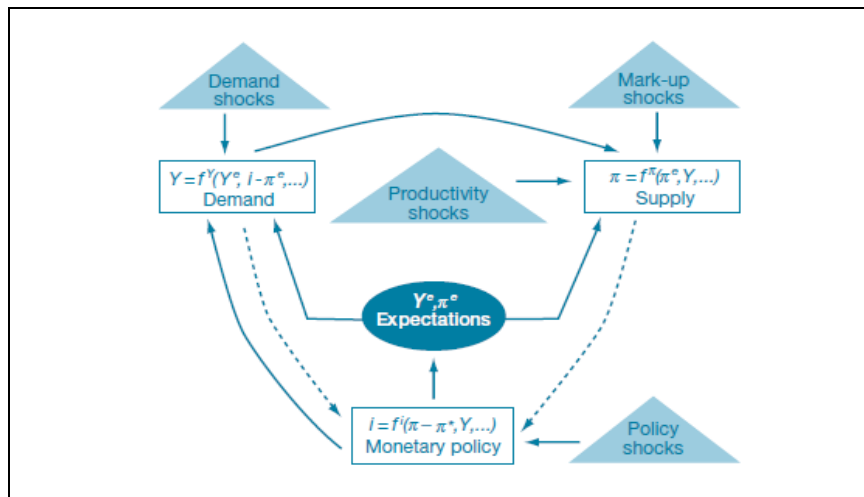 Demand
shocks
Mark-up
shocks
Y = f^Y(Y^e, i - π^e,...)
Demand
Productivity
shocks
π = f^π(π^e, Y,...)
Supply
Y^e, π^e
Expectations
i = f^i(π - π*, Y,...)
Monetary policy
Policy
shocks